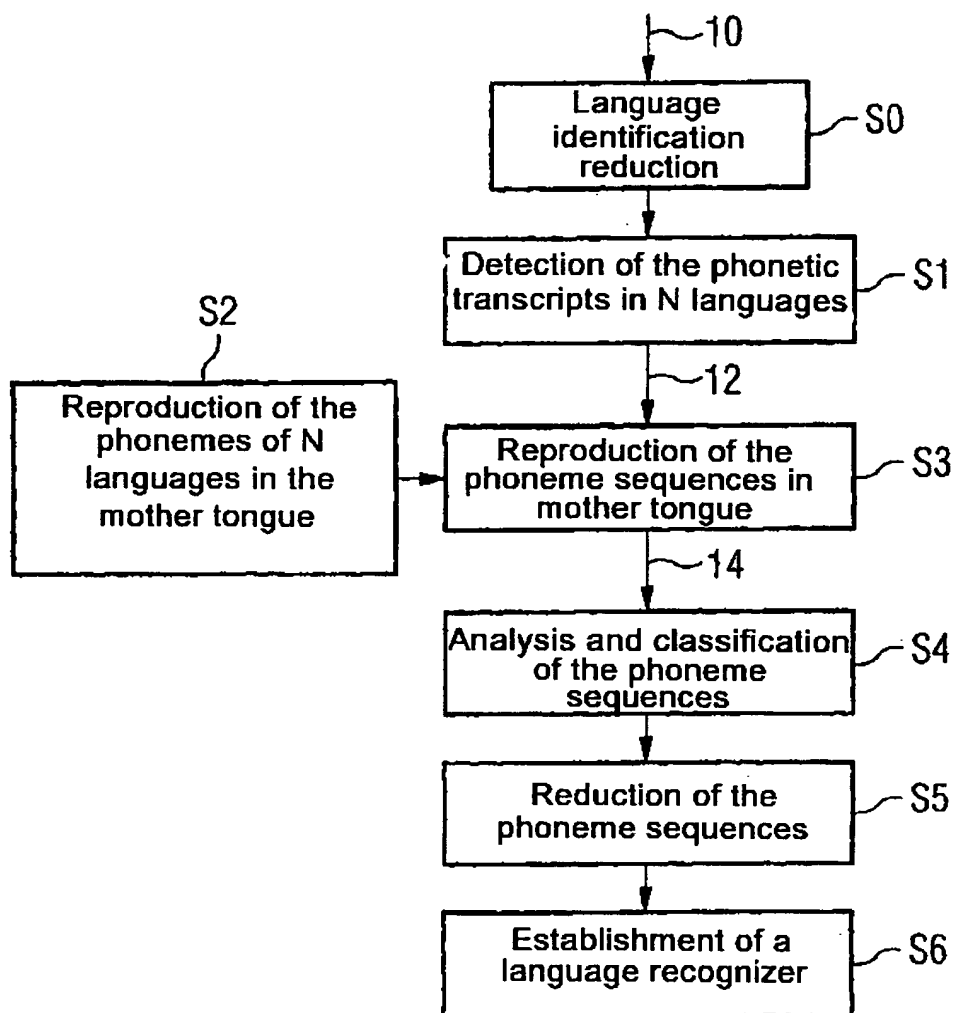 10
Language
identification
reduction
S0
Detection of the phonetic
transcripts in N languages
S1
12
S2
Reproduction of the
phonemes of N
languages in the
mother tongue
Reproduction of the
phoneme sequences in
mother tongue
S3
14
Analysis and classification
of the phoneme
sequences
S4
Reduction of the
phoneme sequences
S5
Establishment of a
language recognizer
S6